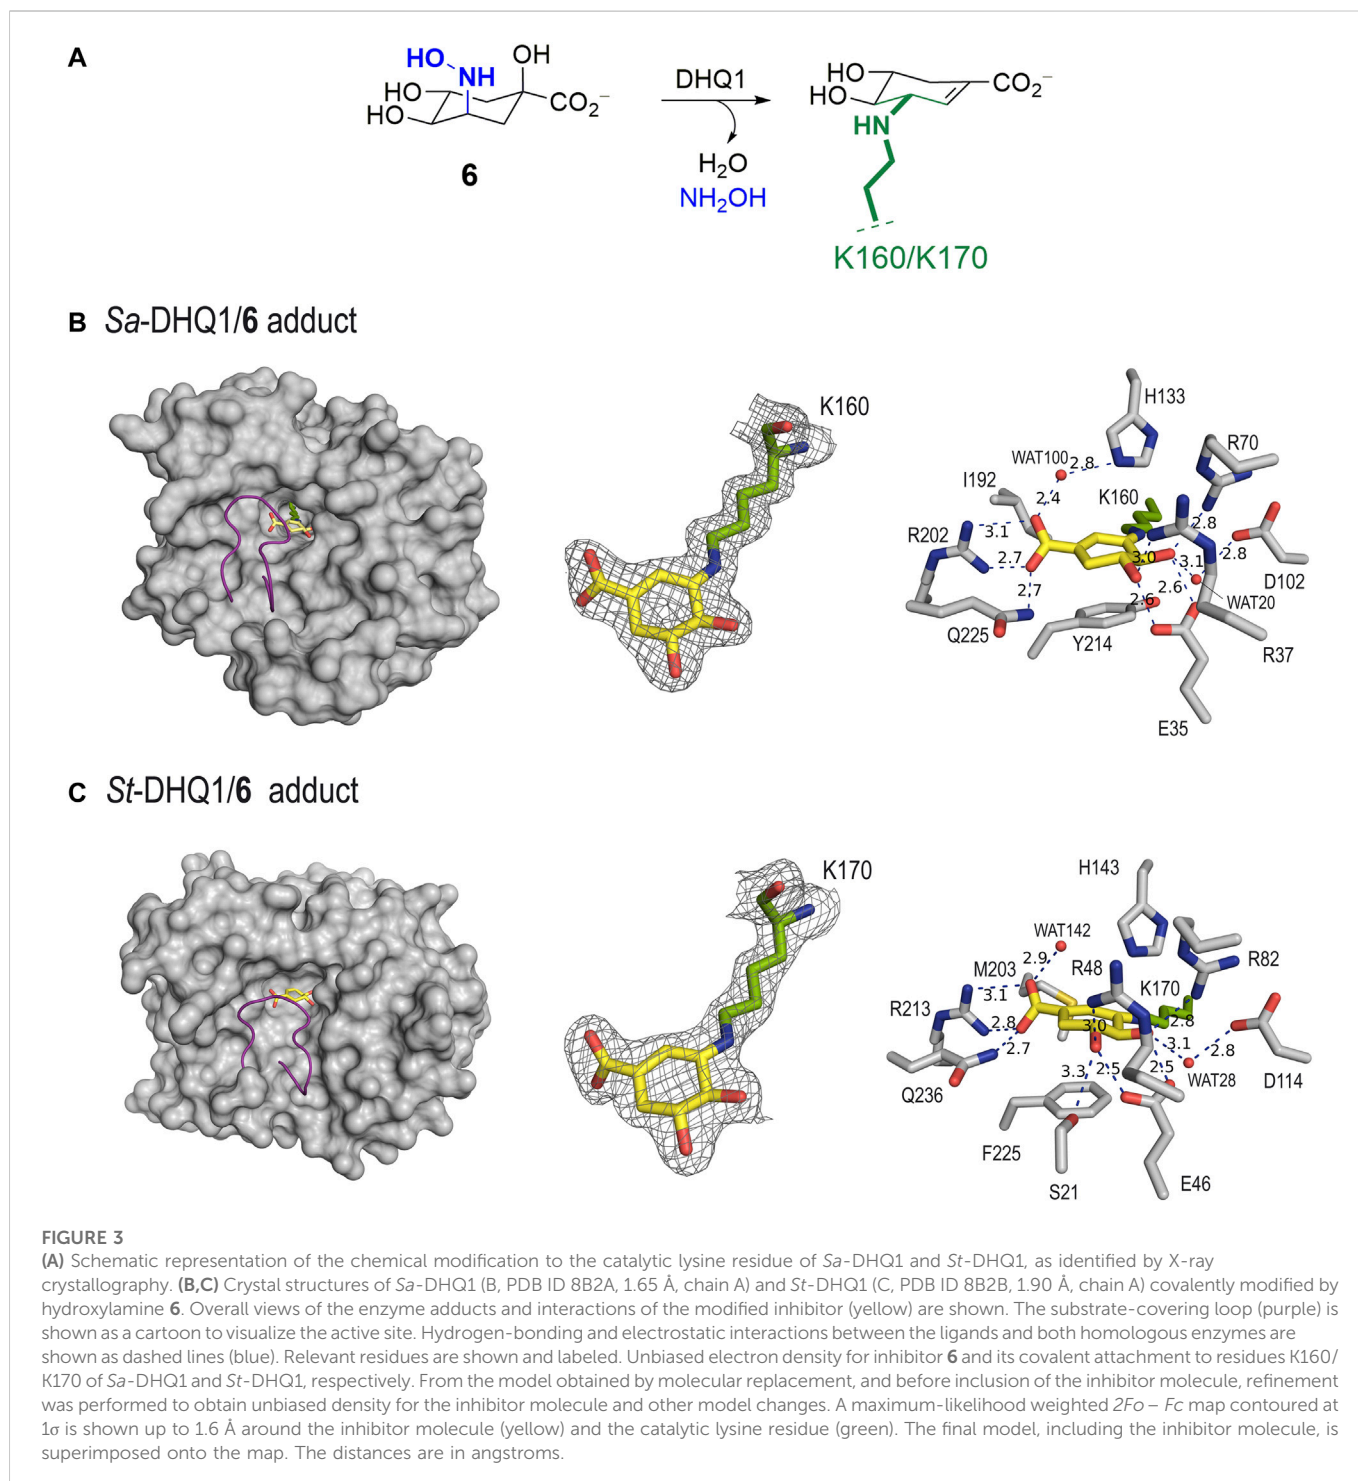 A
HO
NH
OH
HO
HO
CO2−
6
DHQ1
H2O
NH2OH
HO
HO
CO2−
HN
K160/K170
B Sa-DHQ1/6 adduct
K160
H133
R70
WAT100
2.8
I192
2.4
K160
R202
3.1
2.8
2.7
3.0
3.1
2.8
D102
2.7
2.6
2.6
WAT20
Q225
Y214
R37
E35
C St-DHQ1/6 adduct
K170
H143
WAT142
R82
2.9
M203
R48
K170
3.1
R213
2.8
3.0
2.8
3.1
2.8
2.7
3.3
2.5
2.5
WAT28
D114
Q236
F225
S21
E46
FIGURE 3
(A) Schematic representation of the chemical modification to the catalytic lysine residue of Sa-DHQ1 and St-DHQ1, as identified by X-ray
crystallography. (B,C) Crystal structures of Sa-DHQ1 (B, PDB ID 8B2A, 1.65 Å, chain A) and St-DHQ1 (C, PDB ID 8B2B, 1.90 Å, chain A) covalently modified by
hydroxylamine 6. Overall views of the enzyme adducts and interactions of the modified inhibitor (yellow) are shown. The substrate-covering loop (purple) is
shown as a cartoon to visualize the active site. Hydrogen-bonding and electrostatic interactions between the ligands and both homologous enzymes are
shown as dashed lines (blue). Relevant residues are shown and labeled. Unbiased electron density for inhibitor 6 and its covalent attachment to residues K160/
K170 of Sa-DHQ1 and St-DHQ1, respectively. From the model obtained by molecular replacement, and before inclusion of the inhibitor molecule, refinement
was performed to obtain unbiased density for the inhibitor molecule and other model changes. A maximum-likelihood weighted 2Fo – Fc map contoured at
1σ is shown up to 1.6 Å around the inhibitor molecule (yellow) and the catalytic lysine residue (green). The final model, including the inhibitor molecule, is
superimposed onto the map. The distances are in angstroms.